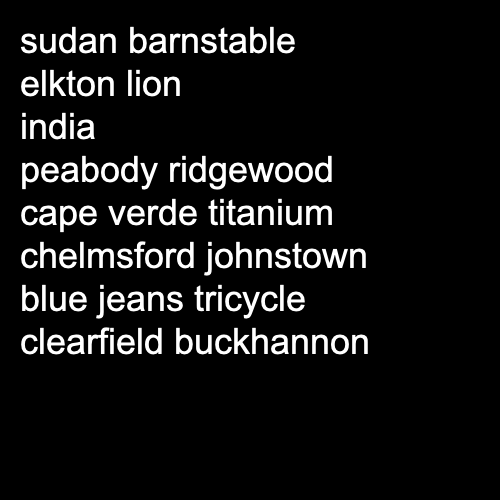 sudan barnstable
elkton lion
india
peabody ridgewood
cape verde titanium
chelmsford johnstown
blue jeans tricycle
clearfield buckhannon